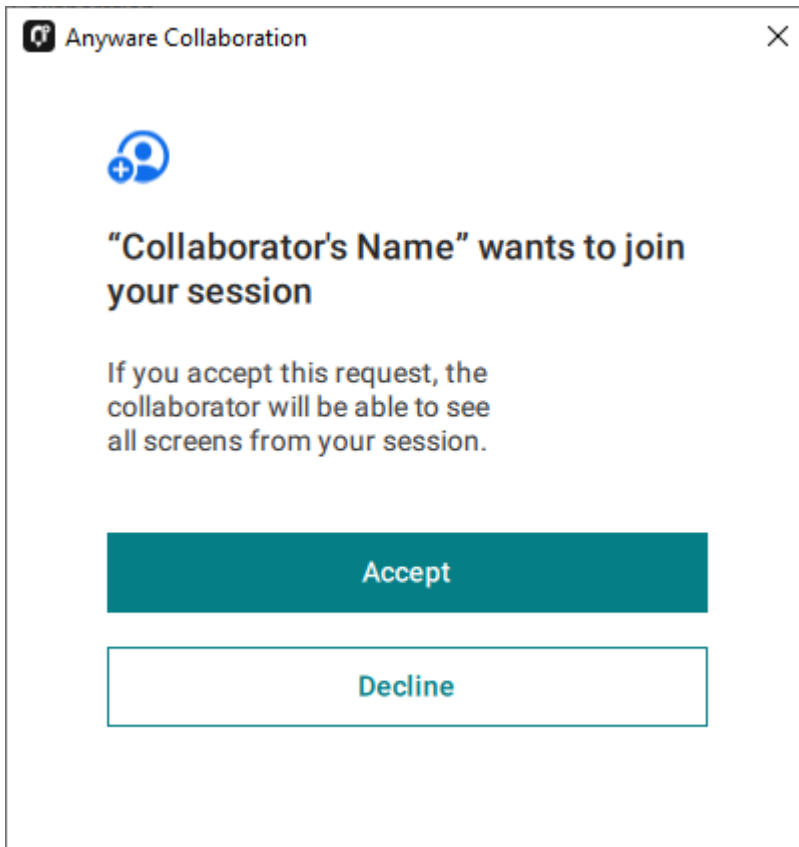 Anyware Collaboration
“Collaborator's Name” wants to join
your session
If you accept this request, the
collaborator will be able to see
all screens from your session.
Accept
Decline